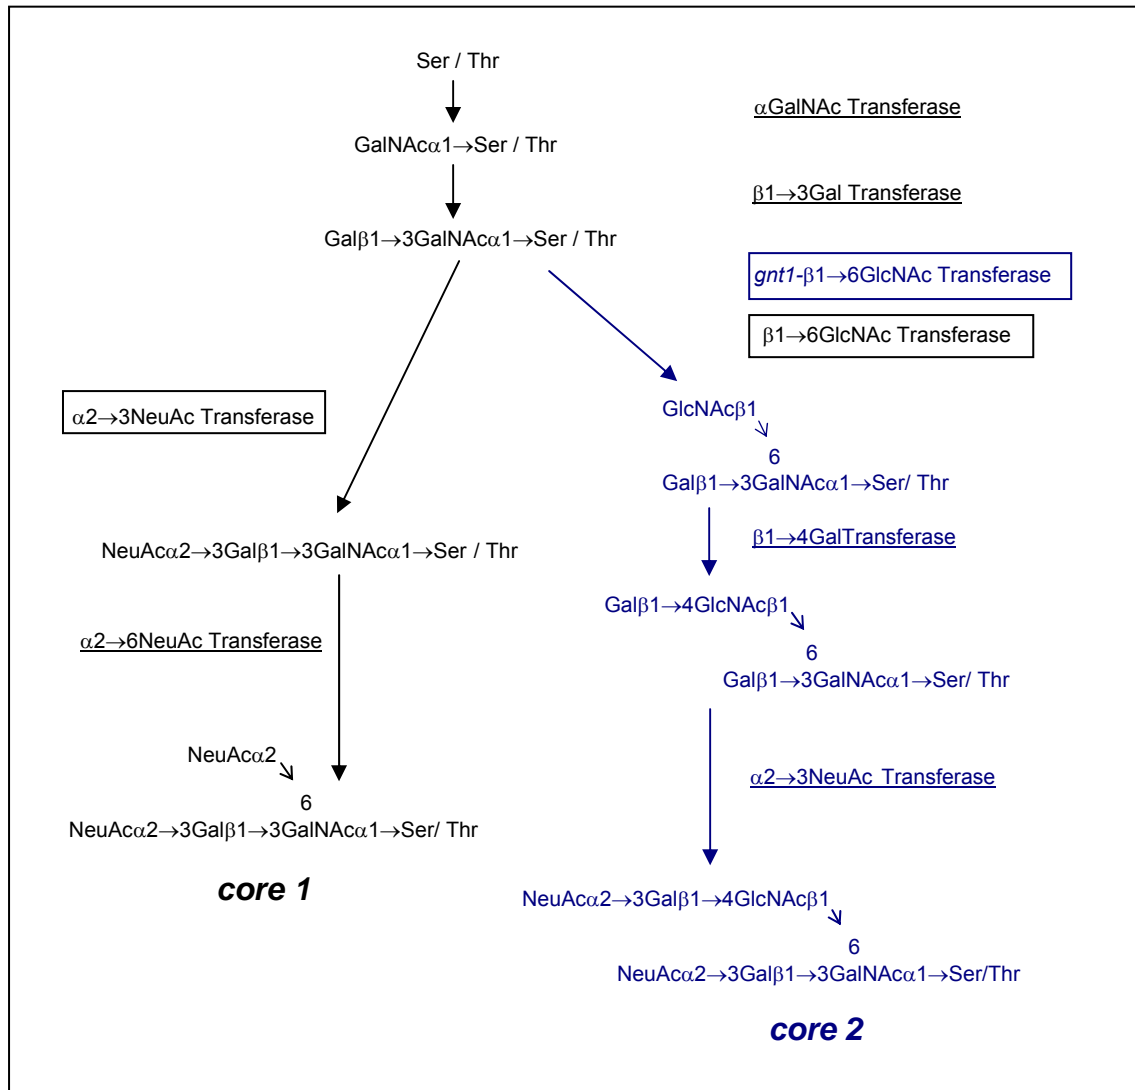 Ser / Thr
αGalNAc Transferase
GalNAcα1→Ser / Thr
β1→3Gal Transferase
Galβ1→3GalNAcα1→Ser / Thr
gnt1-β1→6GlcNAc Transferase
β1→6GlcNAc Transferase
α2→3NeuAc Transferase
GlcNAcβ1
6
Galβ1→3GalNAcα1→Ser/ Thr
β1→4GalTransferase
NeuAcα2→3Galβ1→3GalNAcα1→Ser / Thr
Galβ1→4GlcNAcβ1
α2→6NeuAc Transferase
6
Galβ1→3GalNAcα1→Ser/ Thr
NeuAcα2
α2→3NeuAc Transferase
6
NeuAcα2→3Galβ1→3GalNAcα1→Ser/ Thr
core 1
NeuAcα2→3Galβ1→4GlcNAcβ1
6
NeuAcα2→3Galβ1→3GalNAcα1→Ser/Thr
core 2